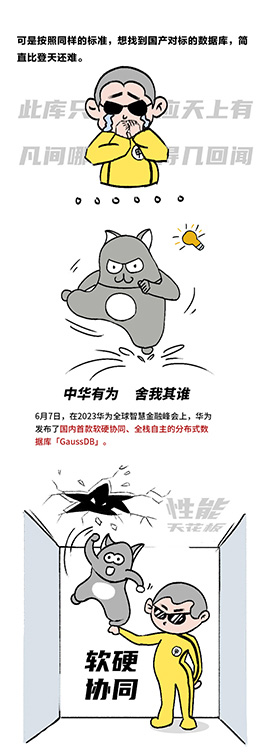 可是按照同样的标准，想找到国产对标的数据库，简
直比登天还难。
此库只应天上有
凡间哪得几回闻
中华有为 舍我其谁
6月7日，在2023华为全球智慧金融峰会上，华为
发布了国内首款软硬协同、全栈自主的分布式数
据库「GaussDB」。
性能
天花板
软硬
协同